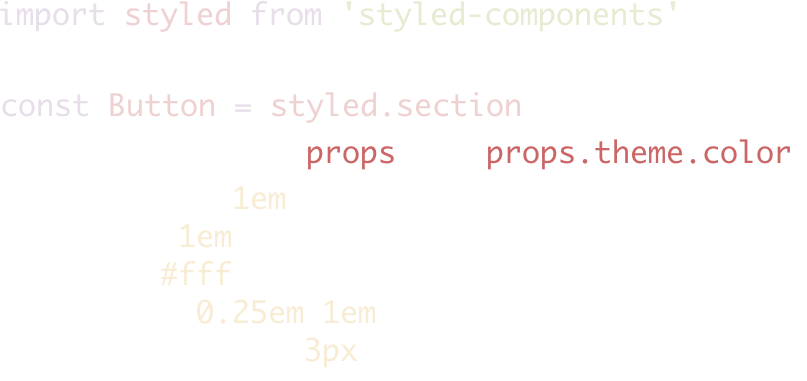 import styled from 'styled-components'
const Button = styled.section
props props.theme.color
1em
1em
#fff
0.25em 1em
3px